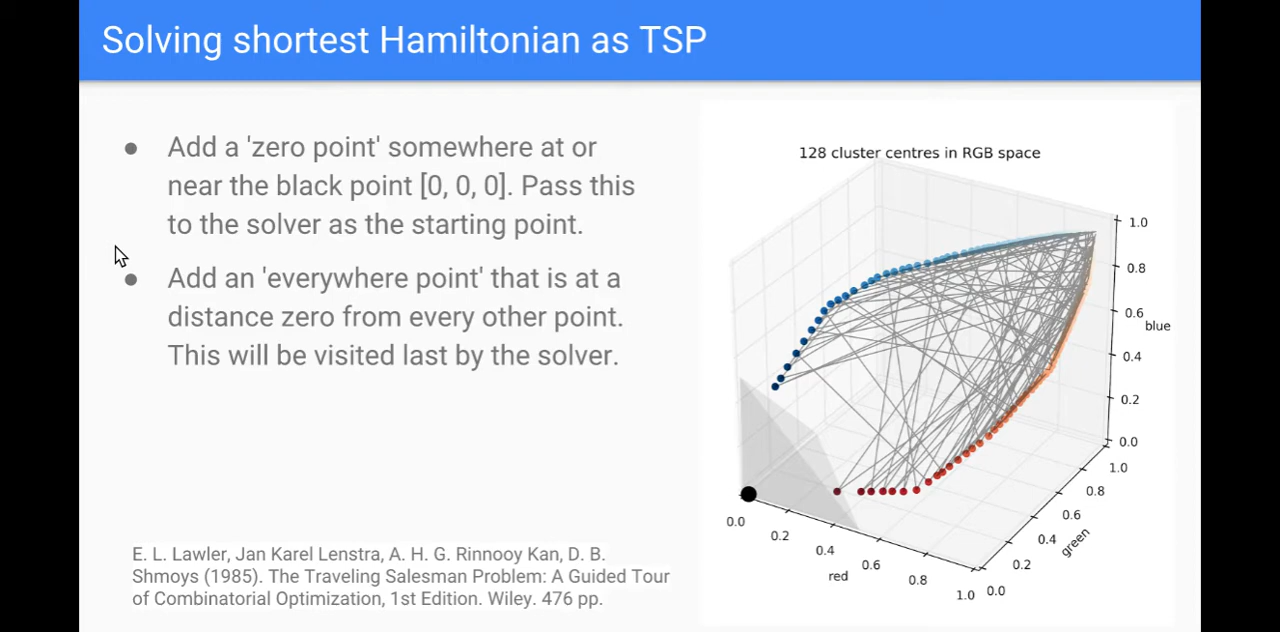 Solving shortest Hamiltonian as TSP
● Add a 'zero point' somewhere at or
near the black point [0, 0, 0]. Pass this
to the solver as the starting point.
● Add an 'everywhere point' that is at a
distance zero from every other point.
This will be visited last by the solver.
E. L. Lawler, Jan Karel Lenstra, A. H. G. Rinnooy Kan, D. B.
Shmoys (1985). The Traveling Salesman Problem: A Guided Tour
of Combinatorial Optimization, 1st Edition. Wiley. 476 pp.
128 cluster centres in RGB space
1.0
0.8
0.6
blue
0.4
0.2
0.0
1.0
0.8
0.6
green
0.4
0.2
0.0
0.0
0.2
0.4
red
0.6
0.8
1.0